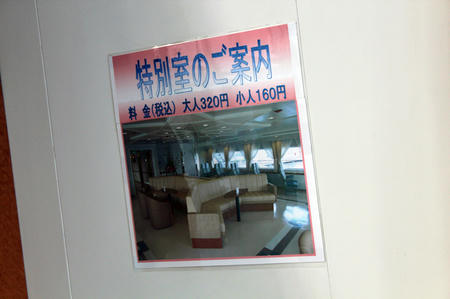 特別室のご案内
料 金(税込) 大人320円 小人160円